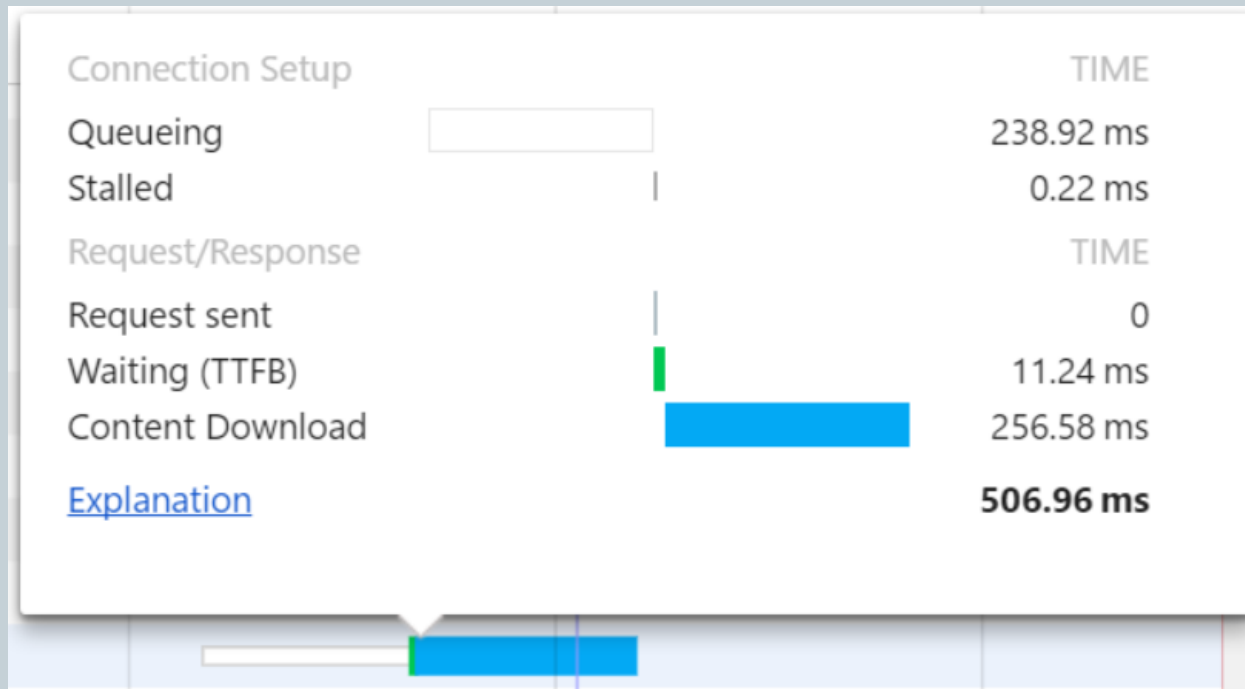 Connection Setup TIME
Queueing 238.92 ms
Stalled 0.22 ms
Request/Response TIME
Request sent 0
Waiting (TTFB) 11.24 ms
Content Download 256.58 ms
Explanation 506.96 ms